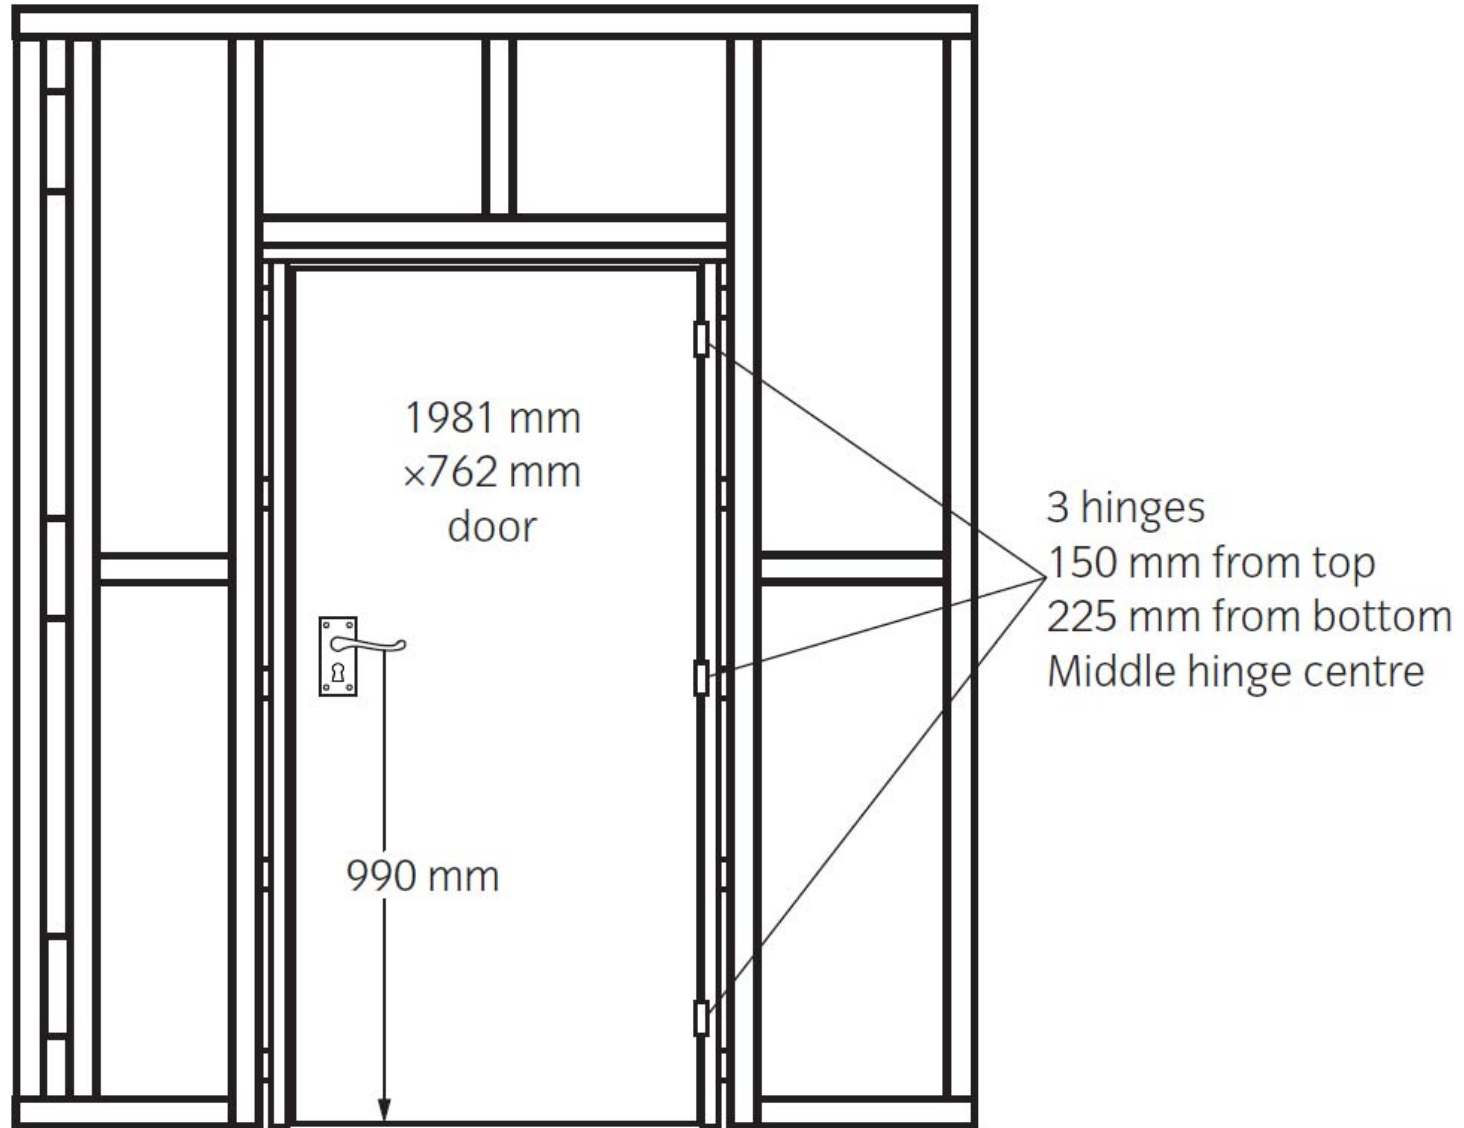 1981 mm
×762 mm
door
3 hinges
150 mm from top
225 mm from bottom
Middle hinge centre
990 mm